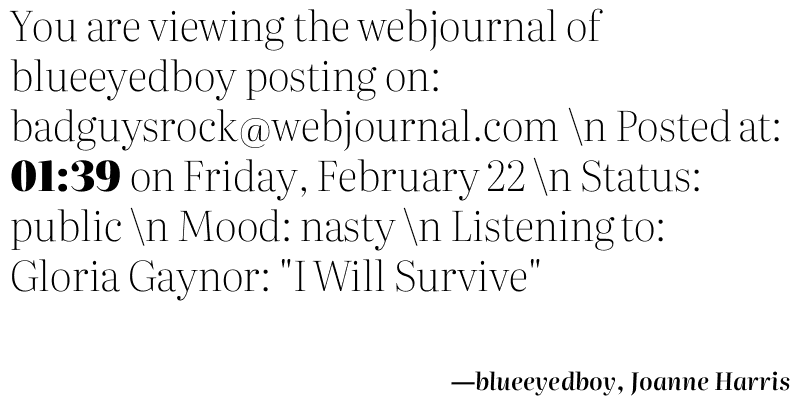 You are viewing the webjournal of
blueeyedboy posting on:
badguysrock@webjournal.com \n Posted at:
01:39 on Friday, February 22 \n Status:
public \n Mood: nasty \n Listening to:
Gloria Gaynor: "I Will Survive"
—blueeyedboy, Joanne Harris